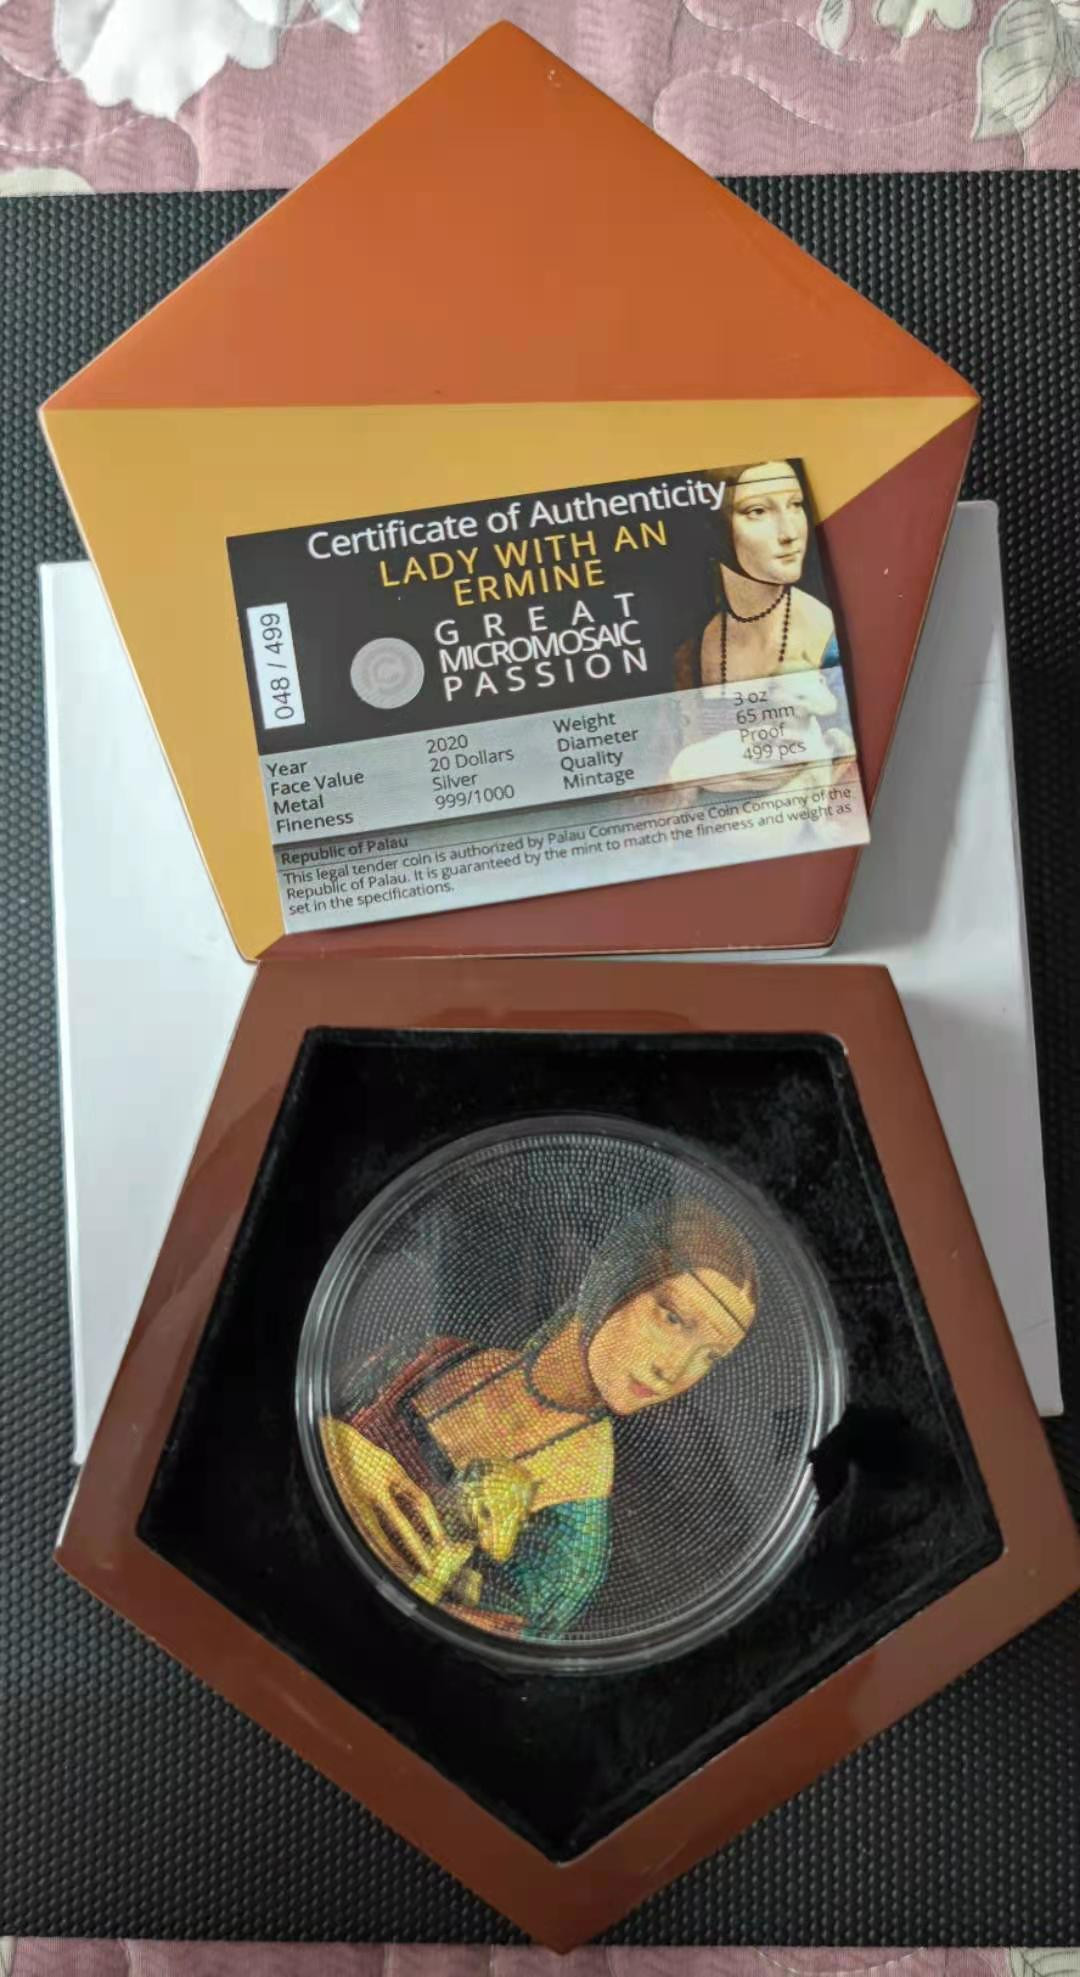 Certificate of Authenticity
LADY WITH AN
ERMINE
GREAT
MICROMOSAIC
PASSION
048 / 499
Year 2020 Weight 3 oz
Face Value 20 Dollars Diameter 65 mm
Metal Silver Quality Proof
Fineness 999/1000 Mintage 499 pcs
Republic of Palau
This legal tender coin is authorized by Palau Commemorative Coin Company of the
Republic of Palau. It is guaranteed by the mint to match the fineness and weight as
set in the specifications.